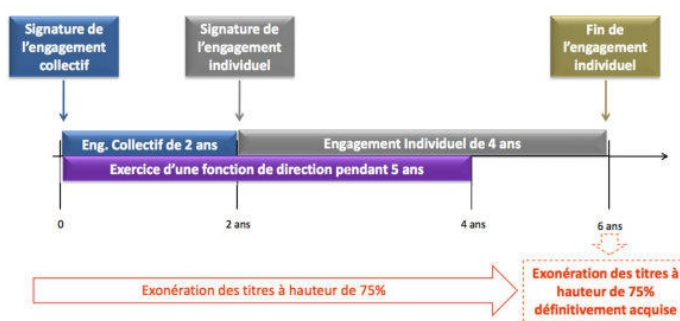 Signature de
l'engagement
collectif
Signature de
l'engagement
individuel
Fin de
l'engagement
individuel
Eng. Collectif de 2 ans
Engagement Individuel de 4 ans
Exercice d'une fonction de direction pendant 5 ans
0
2 ans
4 ans
6 ans
Exonération des titres à hauteur de 75%
Exonération des titres à
hauteur de 75%
définitivement acquise